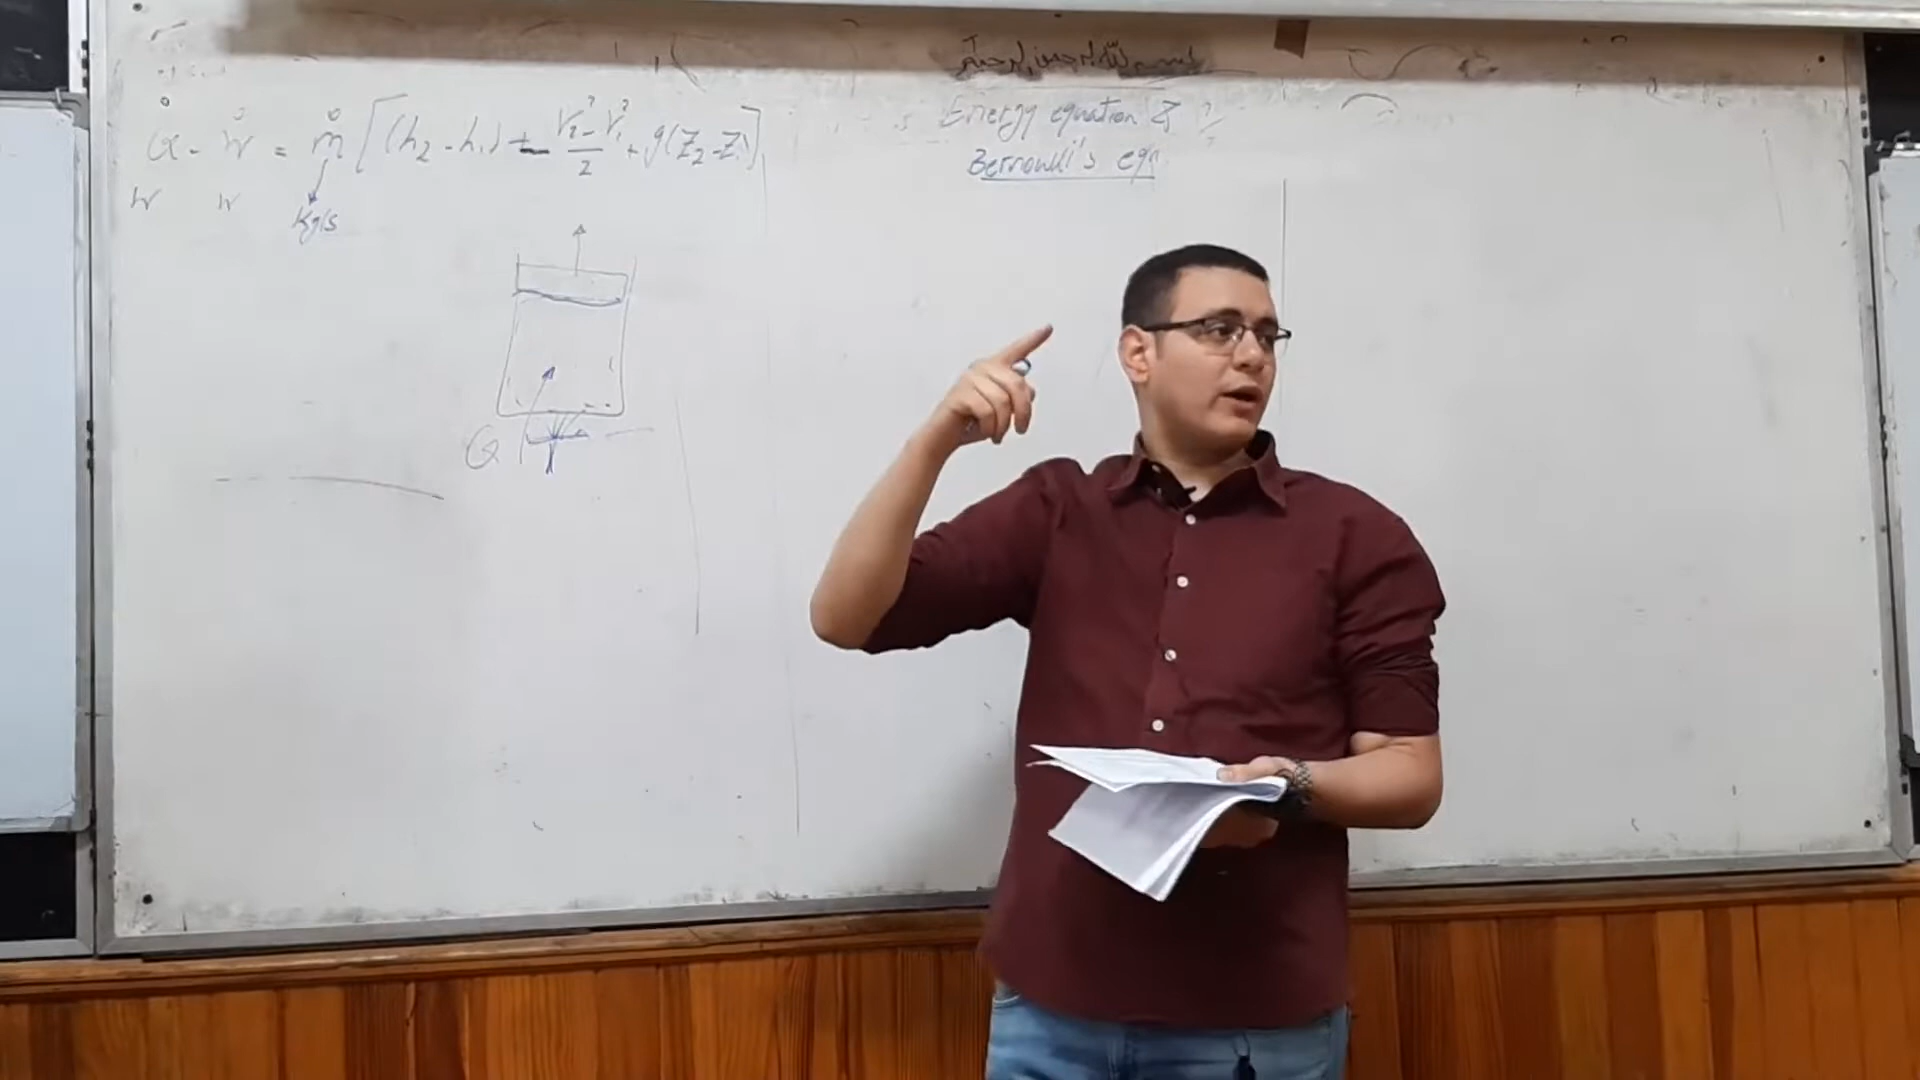 بسم الله الرحمن الرحيم
Energy equation &
Bernoulli's eqn
Q̇ - Ẇ = ṁ [(h₂ - h₁) + (V₂² - V₁²)/2 + g(Z₂ - Z₁)]
W W Kg/s
Q